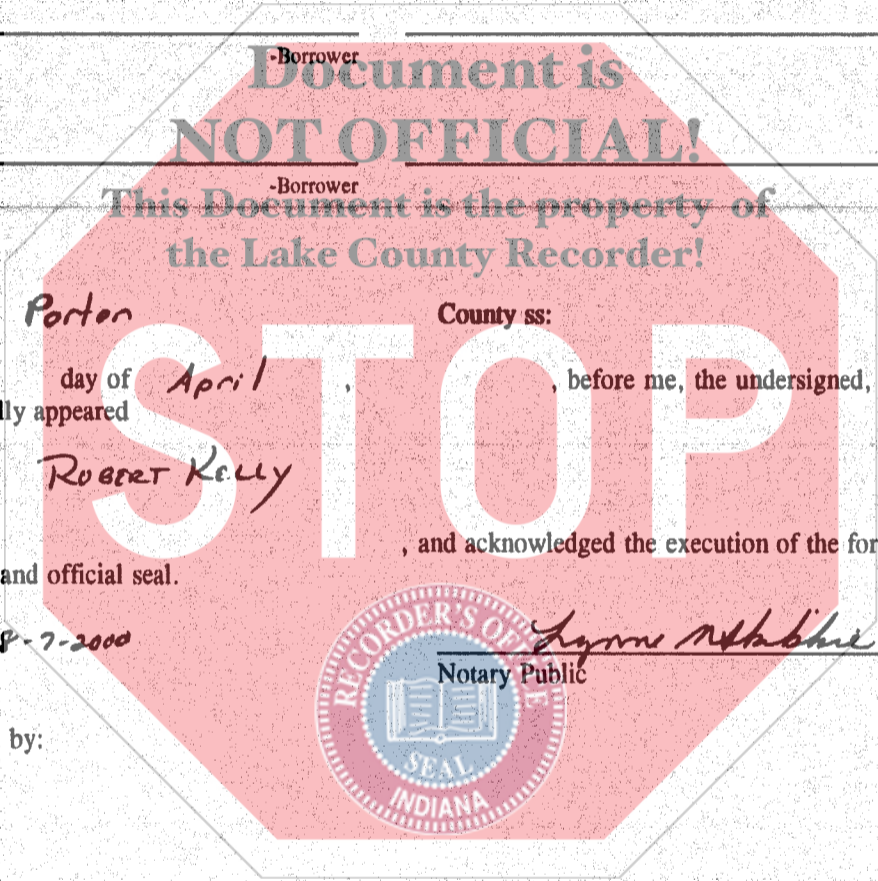 -Borrower
Document is
NOT OFFICIAL!
-Borrower
This Document is the property of
the Lake County Recorder!
Porter County ss:
day of April , , before me, the undersigned,
lly appeared
ROBERT KELLY
STOP
, and acknowledged the execution of the for
and official seal.
8-7-2000
Lynne
Notary Public
RECORDER'S OFFICE
SEAL
INDIANA
by: